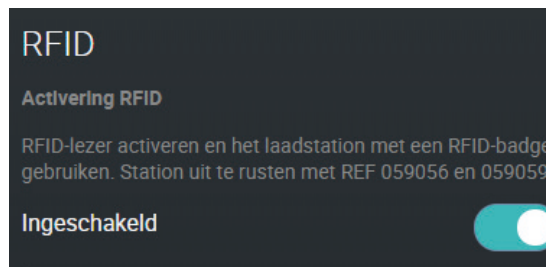 RFID
Activering RFID
RFID-lezer activeren en het laadstation met een RFID-badge
gebruiken. Station uit te rusten met REF 059056 en 059059
Ingeschakeld